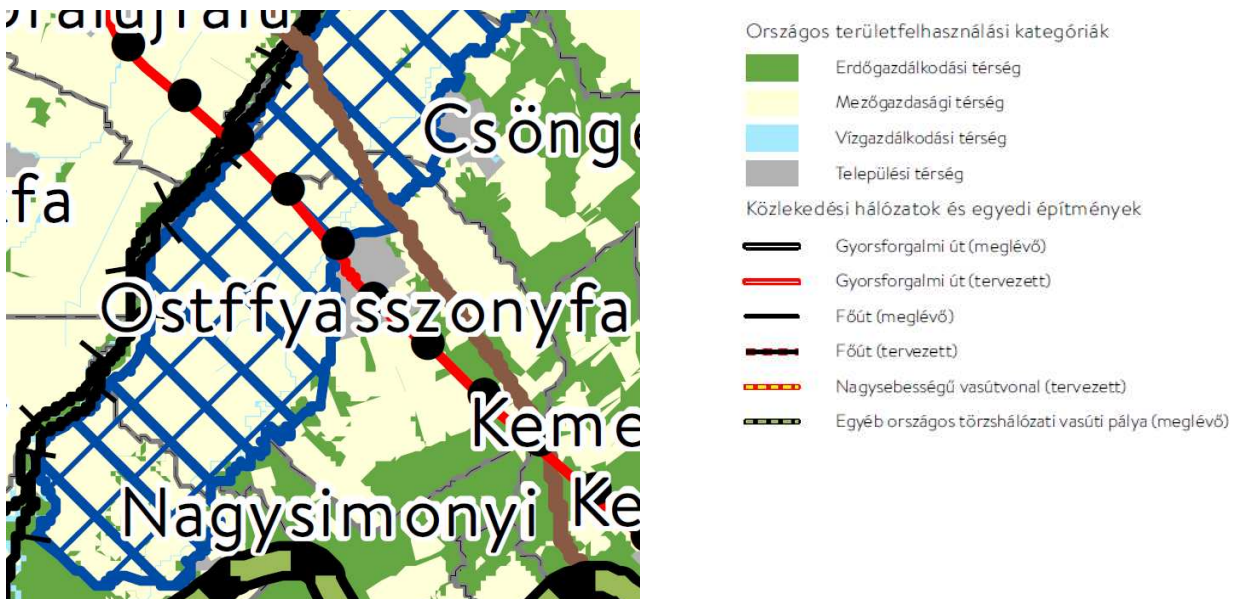 Csönge
fa
Ostffyasszonyfa
Keme
Nagysimonyi
Ke
Országos területfelhasználási kategóriák
Erdőgazdálkodási térség
Mezőgazdasági térség
Vízgazdálkodási térség
Települési térség
Közlekedési hálózatok és egyedi építmények
Gyorsforgalmi út (meglévő)
Gyorsforgalmi út (tervezett)
Főút (meglévő)
Főút (tervezett)
Nagysebességű vasútvonal (tervezett)
Egyéb országos törzshálózati vasúti pálya (meglévő)